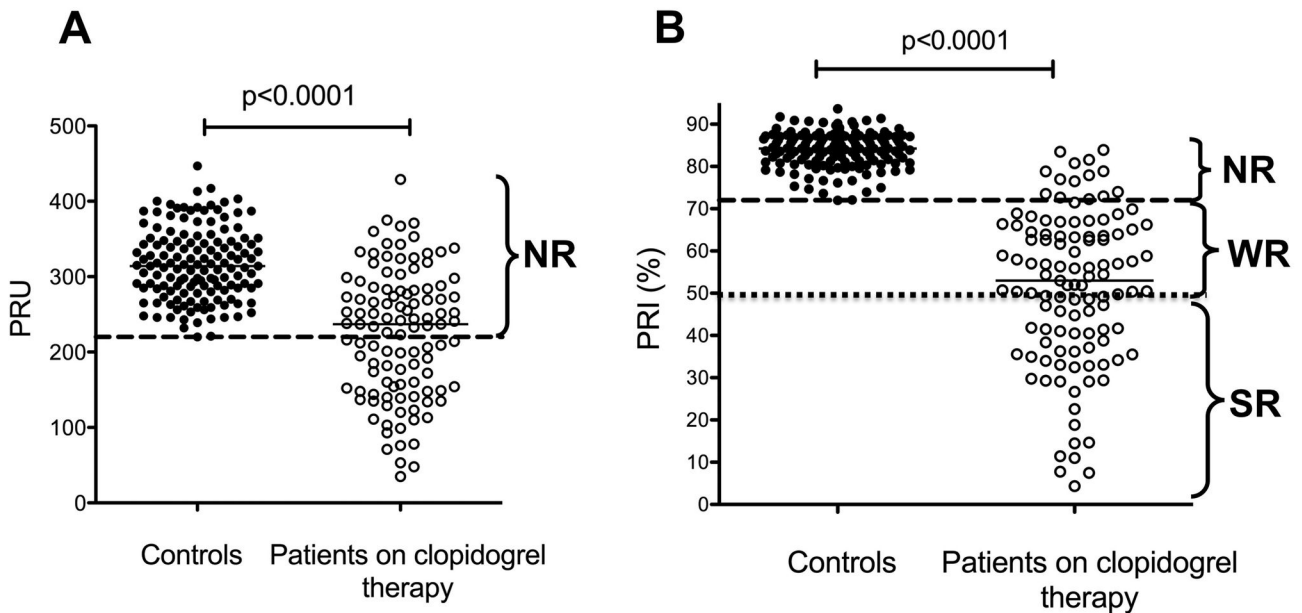 A
p<0.0001
500
400
300
200
100
0
PRU
NR
Controls
Patients on clopidogrel
therapy
B
p<0.0001
90
80
70
60
50
40
30
20
10
0
PRI (%)
NR
WR
SR
Controls
Patients on clopidogrel
therapy